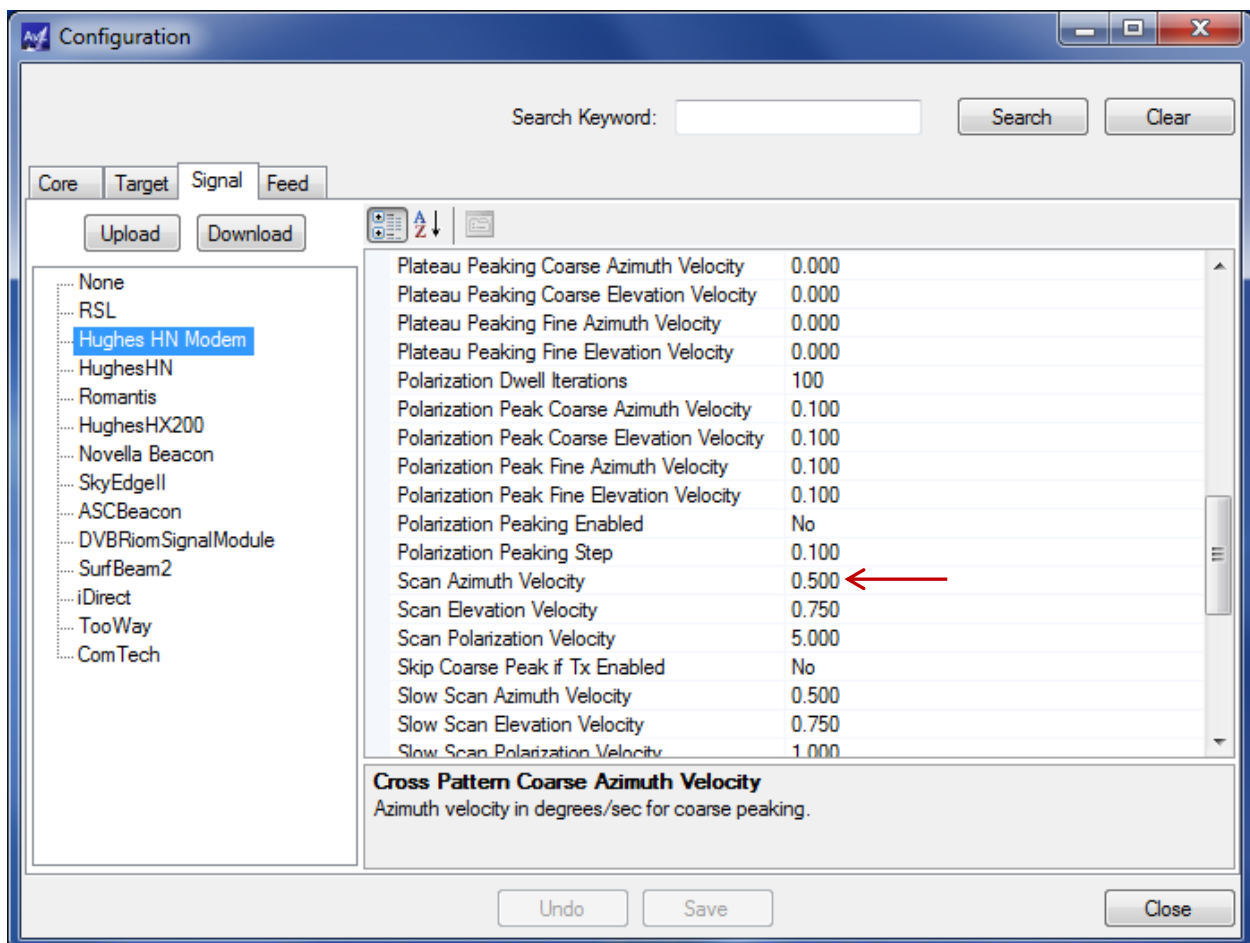 Configuration
Search Keyword:
Search
Clear
Core
Target
Signal
Feed
Upload
Download
None
RSL
Hughes HN Modem
HughesHN
Romantis
HughesHX200
Novella Beacon
SkyEdgeII
ASCBeacon
DVBRiomSignalModule
SurfBeam2
iDirect
TooWay
ComTech
Plateau Peaking Coarse Azimuth Velocity 0.000
Plateau Peaking Coarse Elevation Velocity 0.000
Plateau Peaking Fine Azimuth Velocity 0.000
Plateau Peaking Fine Elevation Velocity 0.000
Polarization Dwell Iterations 100
Polarization Peak Coarse Azimuth Velocity 0.100
Polarization Peak Coarse Elevation Velocity 0.100
Polarization Peak Fine Azimuth Velocity 0.100
Polarization Peak Fine Elevation Velocity 0.100
Polarization Peaking Enabled No
Polarization Peaking Step 0.100
Scan Azimuth Velocity 0.500
Scan Elevation Velocity 0.750
Scan Polarization Velocity 5.000
Skip Coarse Peak if Tx Enabled No
Slow Scan Azimuth Velocity 0.500
Slow Scan Elevation Velocity 0.750
Slow Scan Polarization Velocity 1.000
Cross Pattern Coarse Azimuth Velocity
Azimuth velocity in degrees/sec for coarse peaking.
Undo
Save
Close